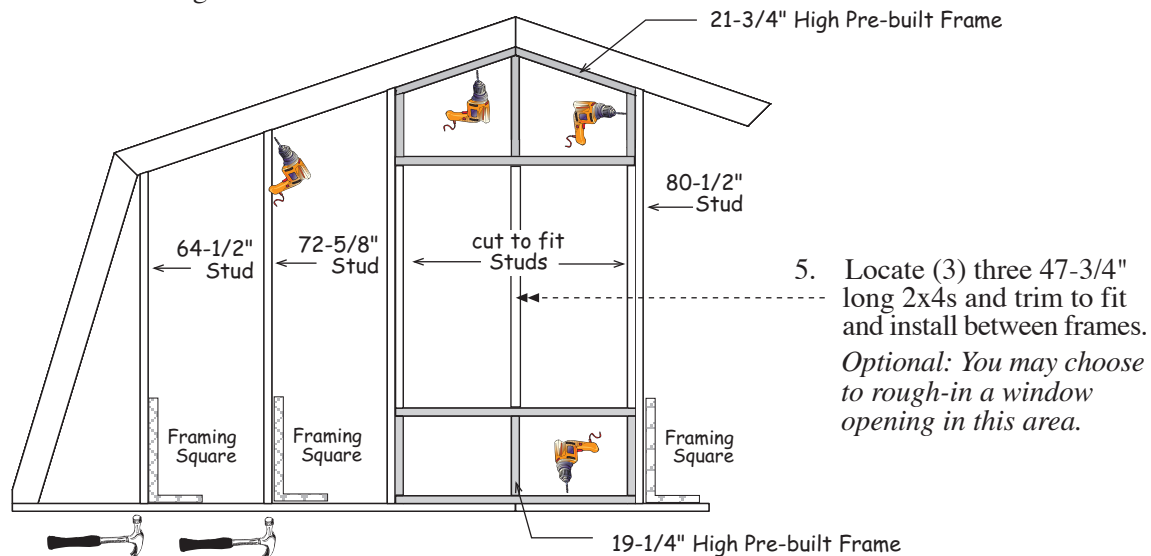 21-3/4" High Pre-built Frame
80-1/2"
Stud
64-1/2"
Stud
72-5/8"
Stud
cut to fit
Studs
5. Locate (3) three 47-3/4"
long 2x4s and trim to fit
and install between frames.
Optional: You may choose
to rough-in a window
opening in this area.
Framing
Square
Framing
Square
Framing
Square
19-1/4" High Pre-built Frame